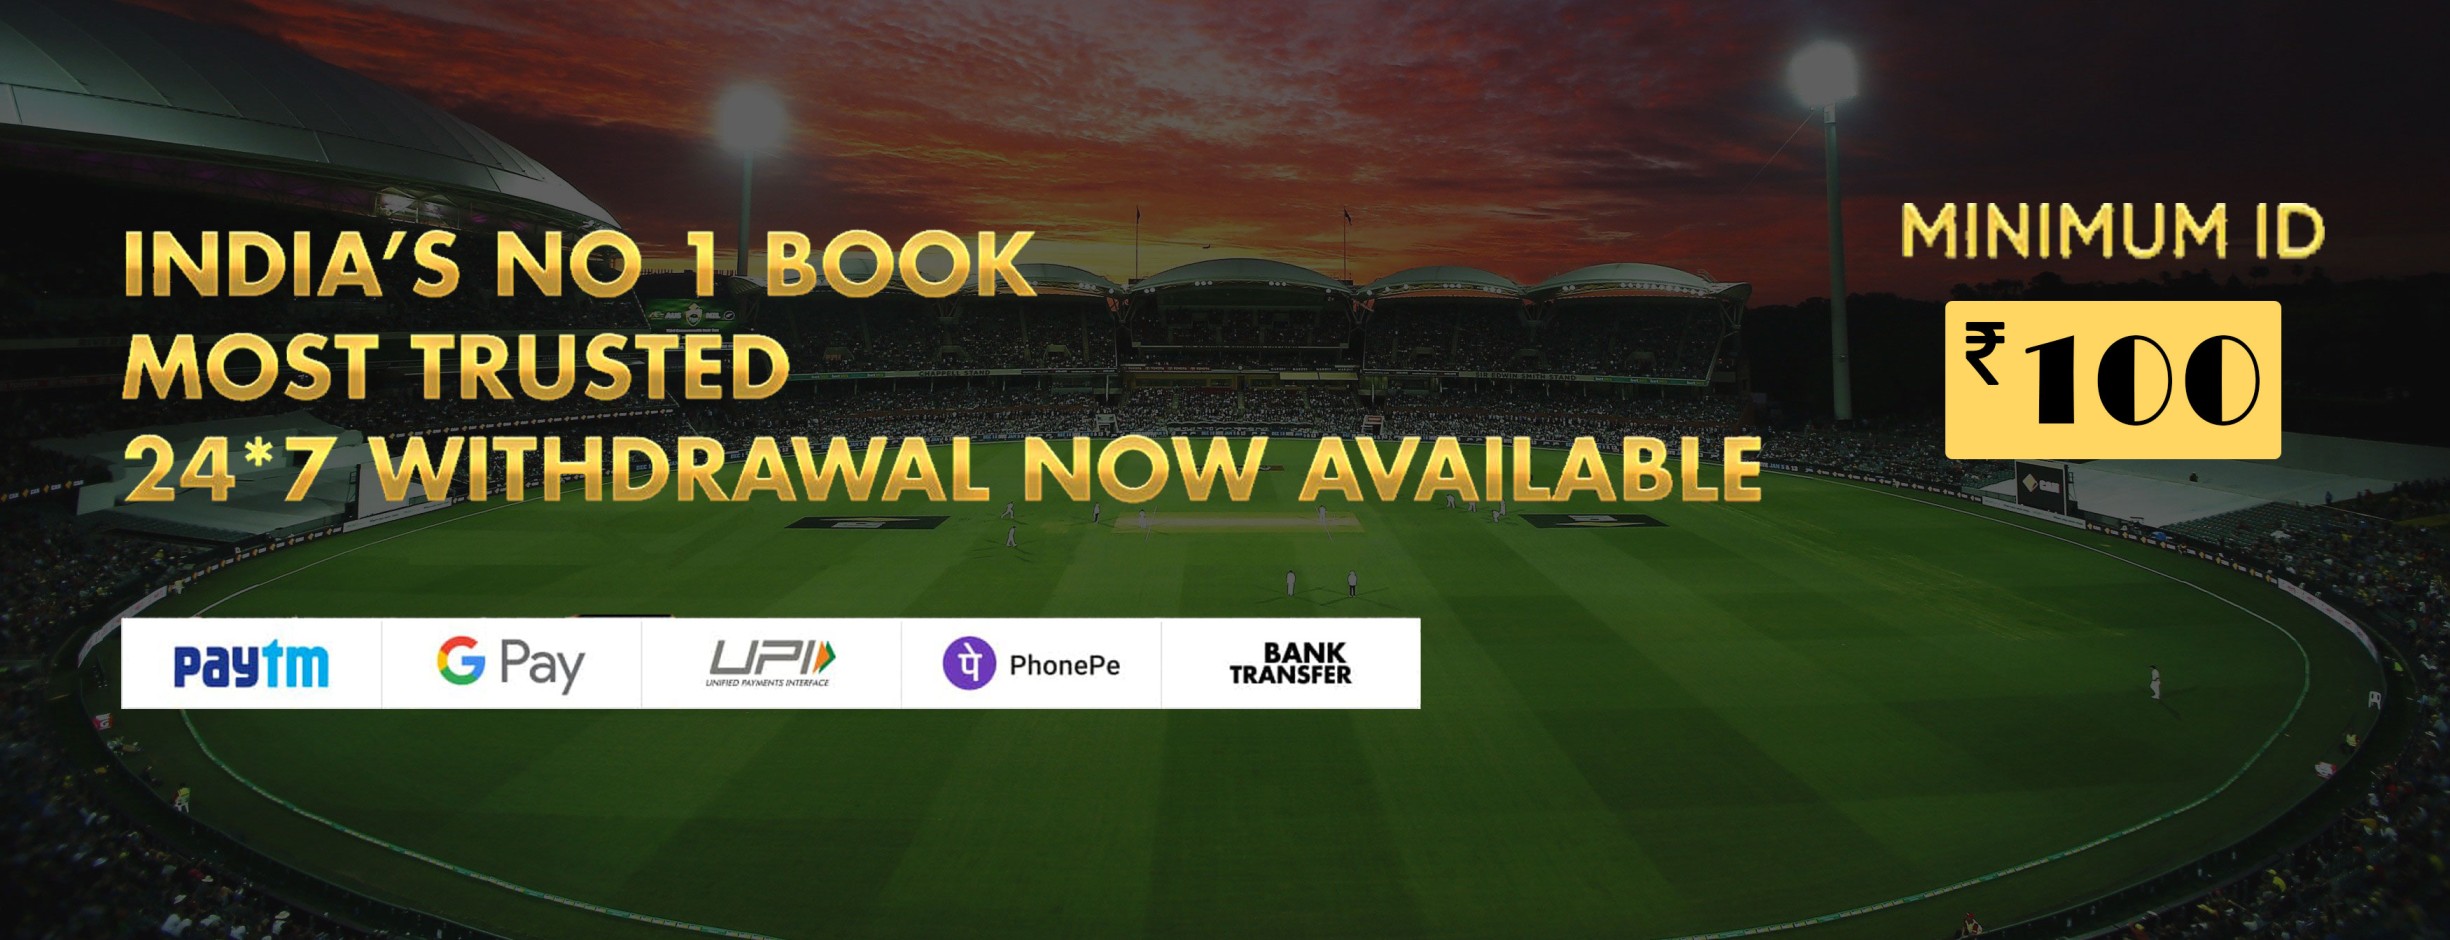 INDIA'S NO 1 BOOK
MOST TRUSTED
24*7 WITHDRAWAL NOW AVAILABLE
MINIMUM ID
₹100
paytm
G Pay
UPI
UNIFIED PAYMENTS INTERFACE
पे PhonePe
BANK
TRANSFER